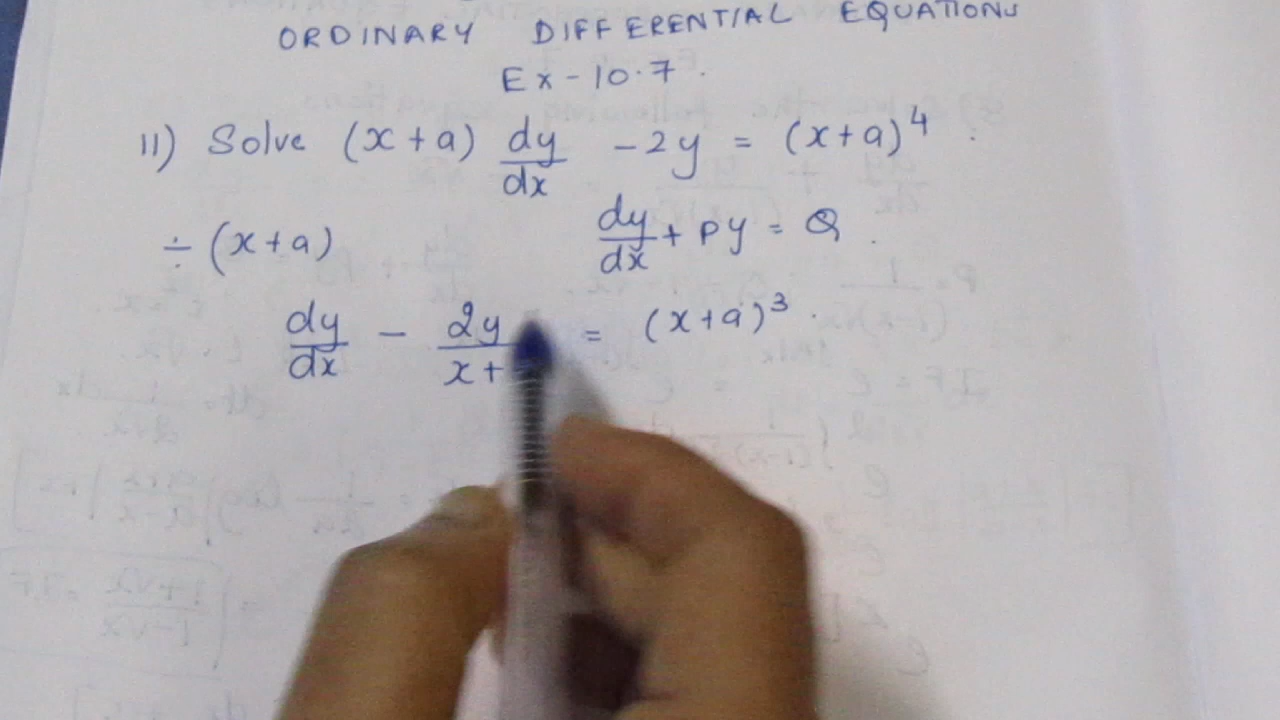 ORDINARY DIFFERENTIAL EQUATIONS
Ex-10.7.
11) Solve (x+a) dy/dx - 2y = (x+a)^4.
÷(x+a) dy/dx + Py = Q.
dy/dx - 2y/x+ = (x+a)^3.